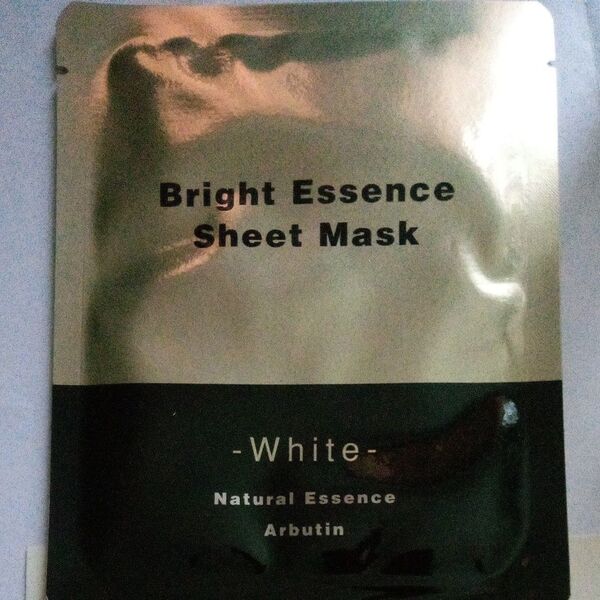 Bright Essence
Sheet Mask
-White-
Natural Essence
Arbutin